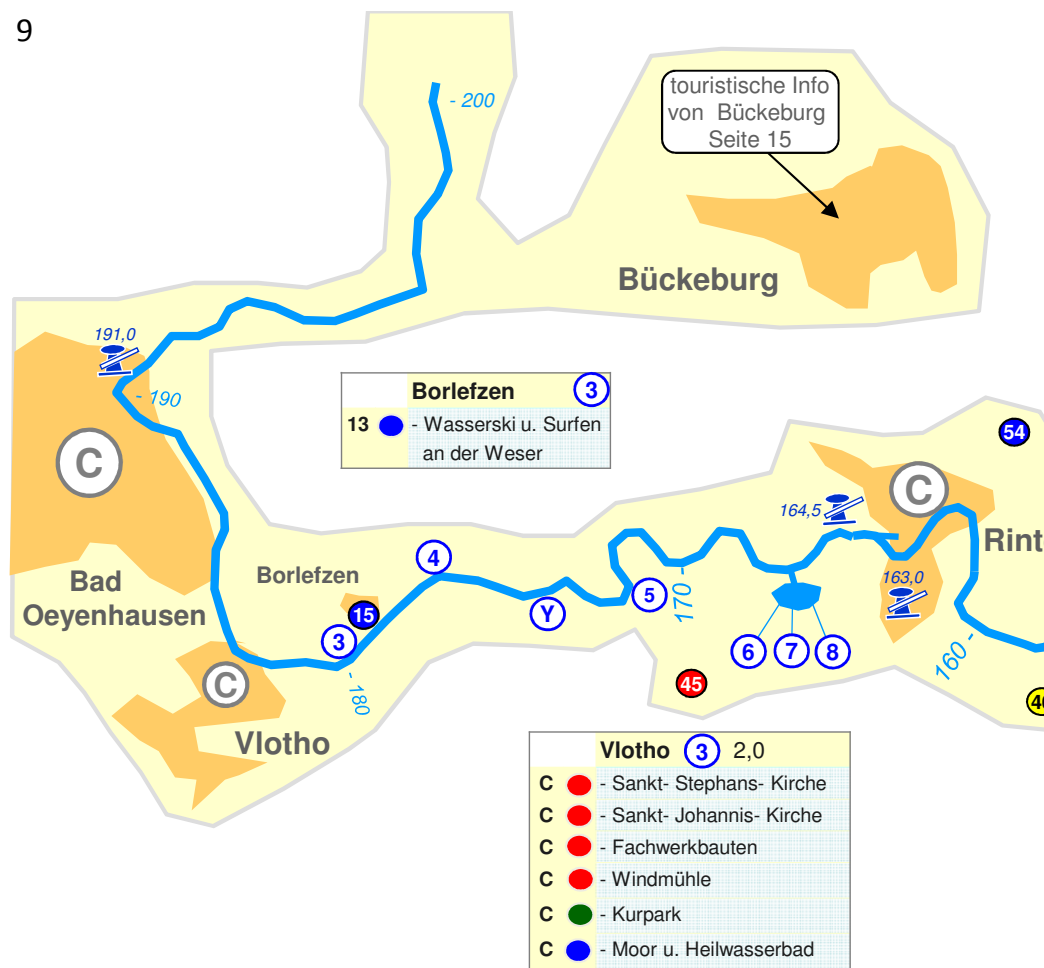 9
- 200
touristische Info
von Bückeburg
Seite 15
Bückeburg
191,0
- 190
C
Borlefzen 3
13 - Wasserski u. Surfen
an der Weser
54
C
164,5
Bad
Oeyenhausen
Borlefzen
15
3
4
Y
5
170
163,0
6
7
8
160 -
45
- 180
C
Vlotho
Vlotho 3 2,0
C - Sankt- Stephans- Kirche
C - Sankt- Johannis- Kirche
C - Fachwerkbauten
C - Windmühle
C - Kurpark
C - Moor u. Heilwasserbad